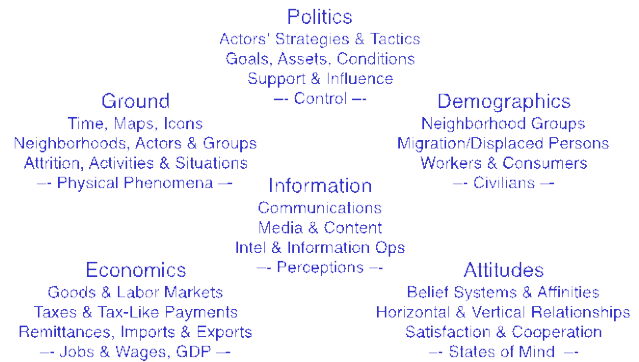 Politics
Actors' Strategies & Tactics
Goals, Assets, Conditions
Support & Influence
–- Control –-
Ground
Time, Maps, Icons
Neighborhoods, Actors & Groups
Attrition, Activities & Situations
–- Physical Phenomena –-
Demographics
Neighborhood Groups
Migration/Displaced Persons
Workers & Consumers
–- Civilians –-
Information
Communications
Media & Content
Intel & Information Ops
–- Perceptions –-
Economics
Goods & Labor Markets
Taxes & Tax-Like Payments
Remittances, Imports & Exports
–- Jobs & Wages, GDP –-
Attitudes
Belief Systems & Affinities
Horizontal & Vertical Relationships
Satisfaction & Cooperation
–- States of Mind –-